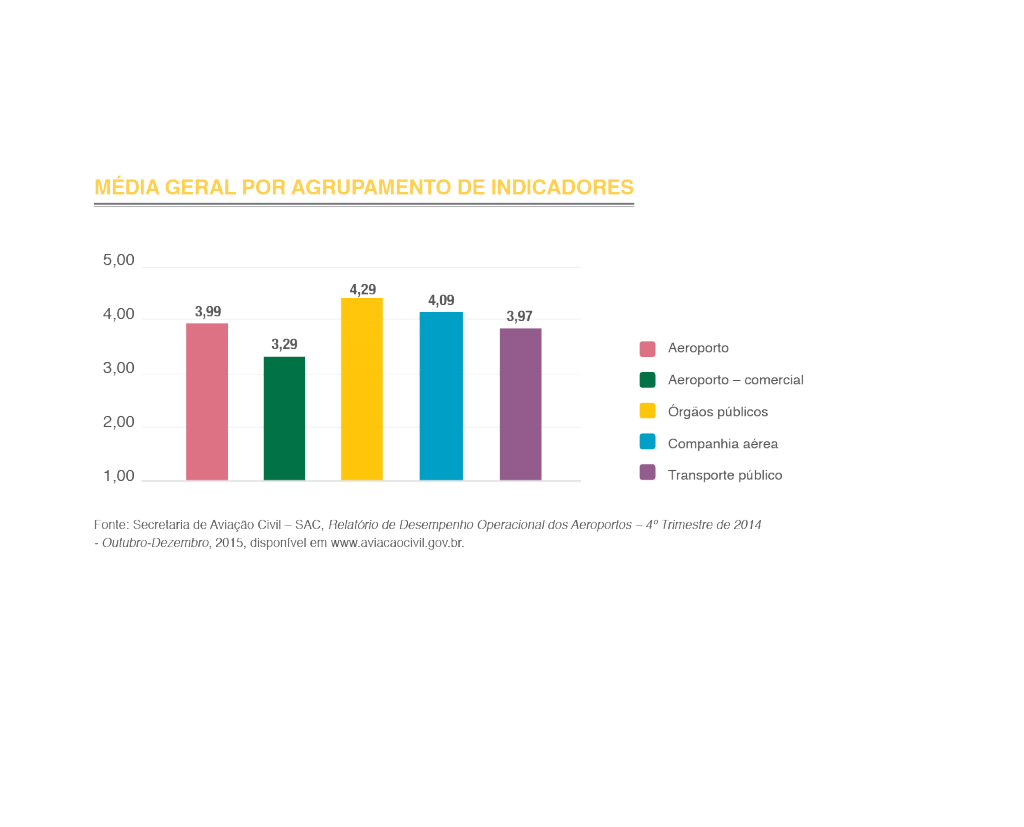 MÉDIA GERAL POR AGRUPAMENTO DE INDICADORES
5,00
4,00
3,00
2,00
1,00
3,99
3,29
4,29
4,09
3,97
Aeroporto
Aeroporto – comercial
Órgãos públicos
Companhia aérea
Transporte público
Fonte: Secretaria de Aviação Civil – SAC, Relatório de Desempenho Operacional dos Aeroportos – 4º Trimestre de 2014
- Outubro-Dezembro, 2015, disponível em www.aviacaocivil.gov.br.